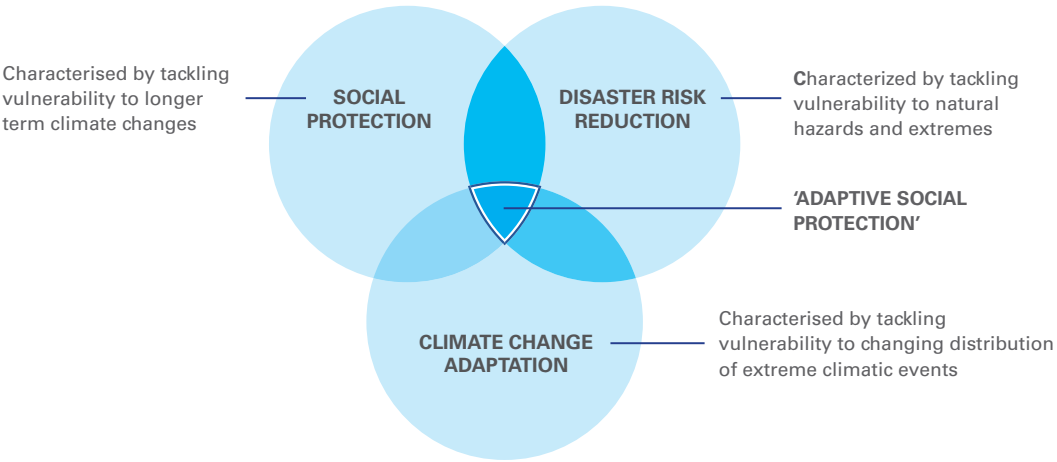 Characterised by tackling
vulnerability to longer
term climate changes
SOCIAL
PROTECTION
DISASTER RISK
REDUCTION
Characterized by tackling
vulnerability to natural
hazards and extremes
'ADAPTIVE SOCIAL
PROTECTION'
CLIMATE CHANGE
ADAPTATION
Characterised by tackling
vulnerability to changing distribution
of extreme climatic events